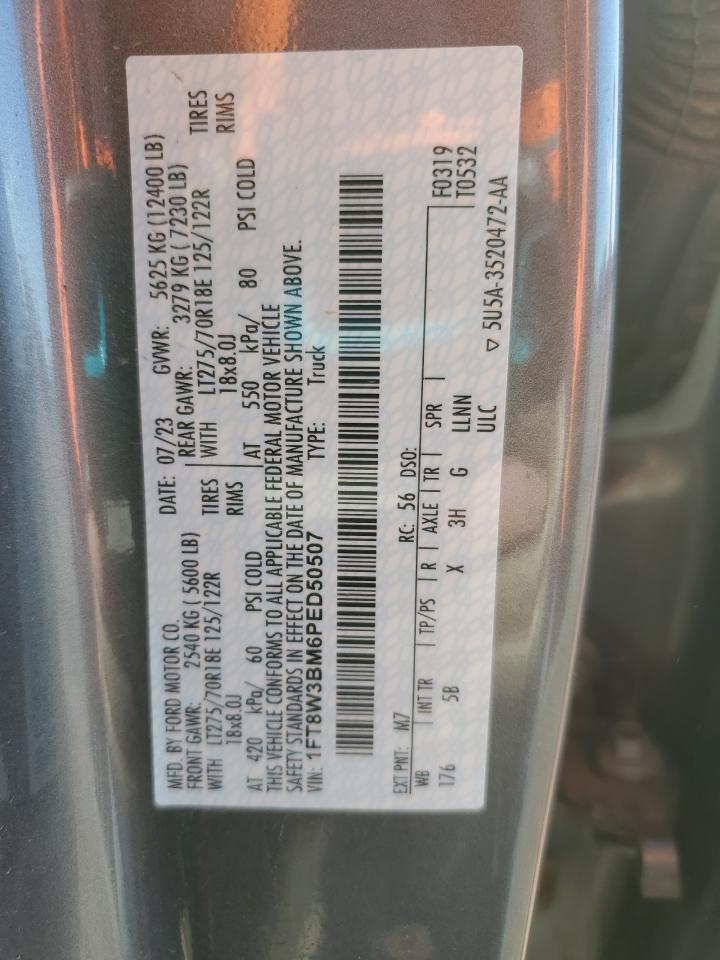 MFD. BY FORD MOTOR CO. DATE: 07/23 GVWR: 5625 KG (12400 LB)
FRONT GAWR: 2540 KG ( 5600 LB) REAR GAWR: 3279 KG ( 7230 LB)
WITH LT275/70R18E 125/122R TIRES WITH LT275/70R18E 125/122R TIRES
18x8.0J RIMS 18x8.0J RIMS
AT 420 kPa/ 60 PSI COLD AT 550 kPa/ 80 PSI COLD
THIS VEHICLE CONFORMS TO ALL APPLICABLE FEDERAL MOTOR VEHICLE
SAFETY STANDARDS IN EFFECT ON THE DATE OF MANUFACTURE SHOWN ABOVE.
VIN: 1FT8W3BM6PED50507 TYPE: Truck
EXT PNT: M7 RC: 56 DSO: F0319
WB INT TR TP/PS R AXLE TR SPR T0532
176 5B X 3H G LLNN
ULC
▽ 5U5A-3520472-AA